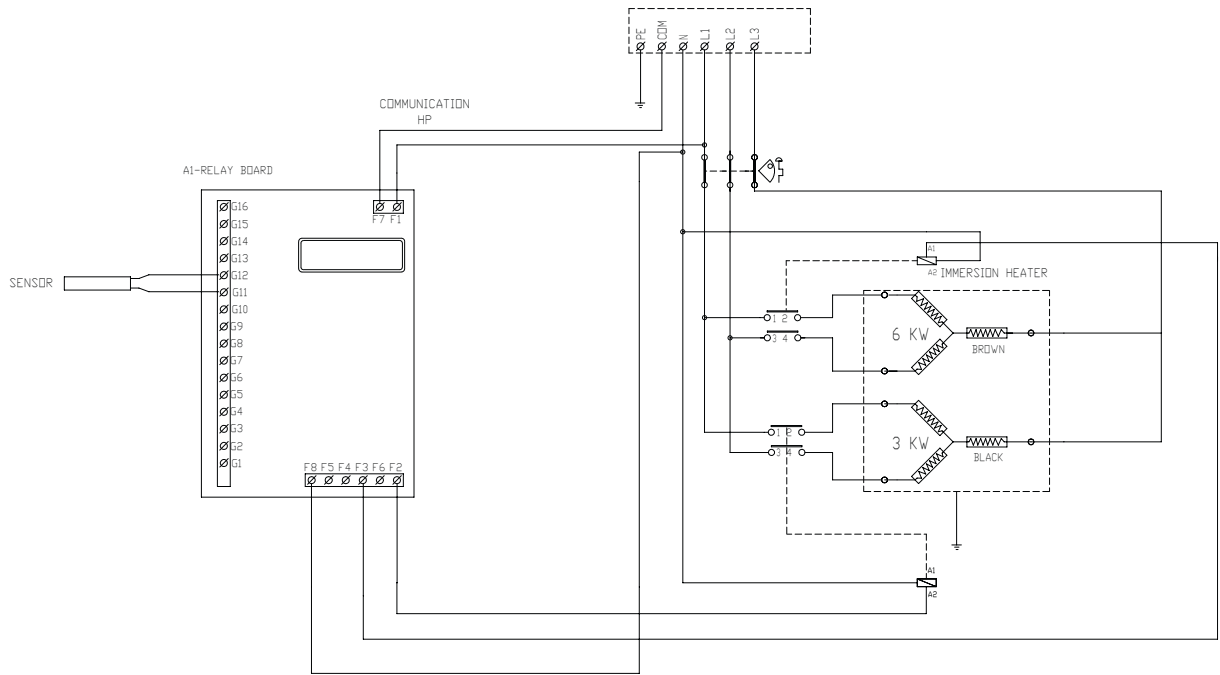 PE COM N L1 L2 L3
COMMUNICATION
HP
A1-RELAY BOARD
F7 F1
G16
G15
G14
G13
G12
G11
G10
G9
G8
G7
G6
G5
G4
G3
G2
G1
SENSOR
F8 F5 F4 F3 F6 F2
A1
A2 IMMERSION HEATER
1 2
3 4
6 KW
BROWN
1 2
3 4
3 KW
BLACK
A1
A2